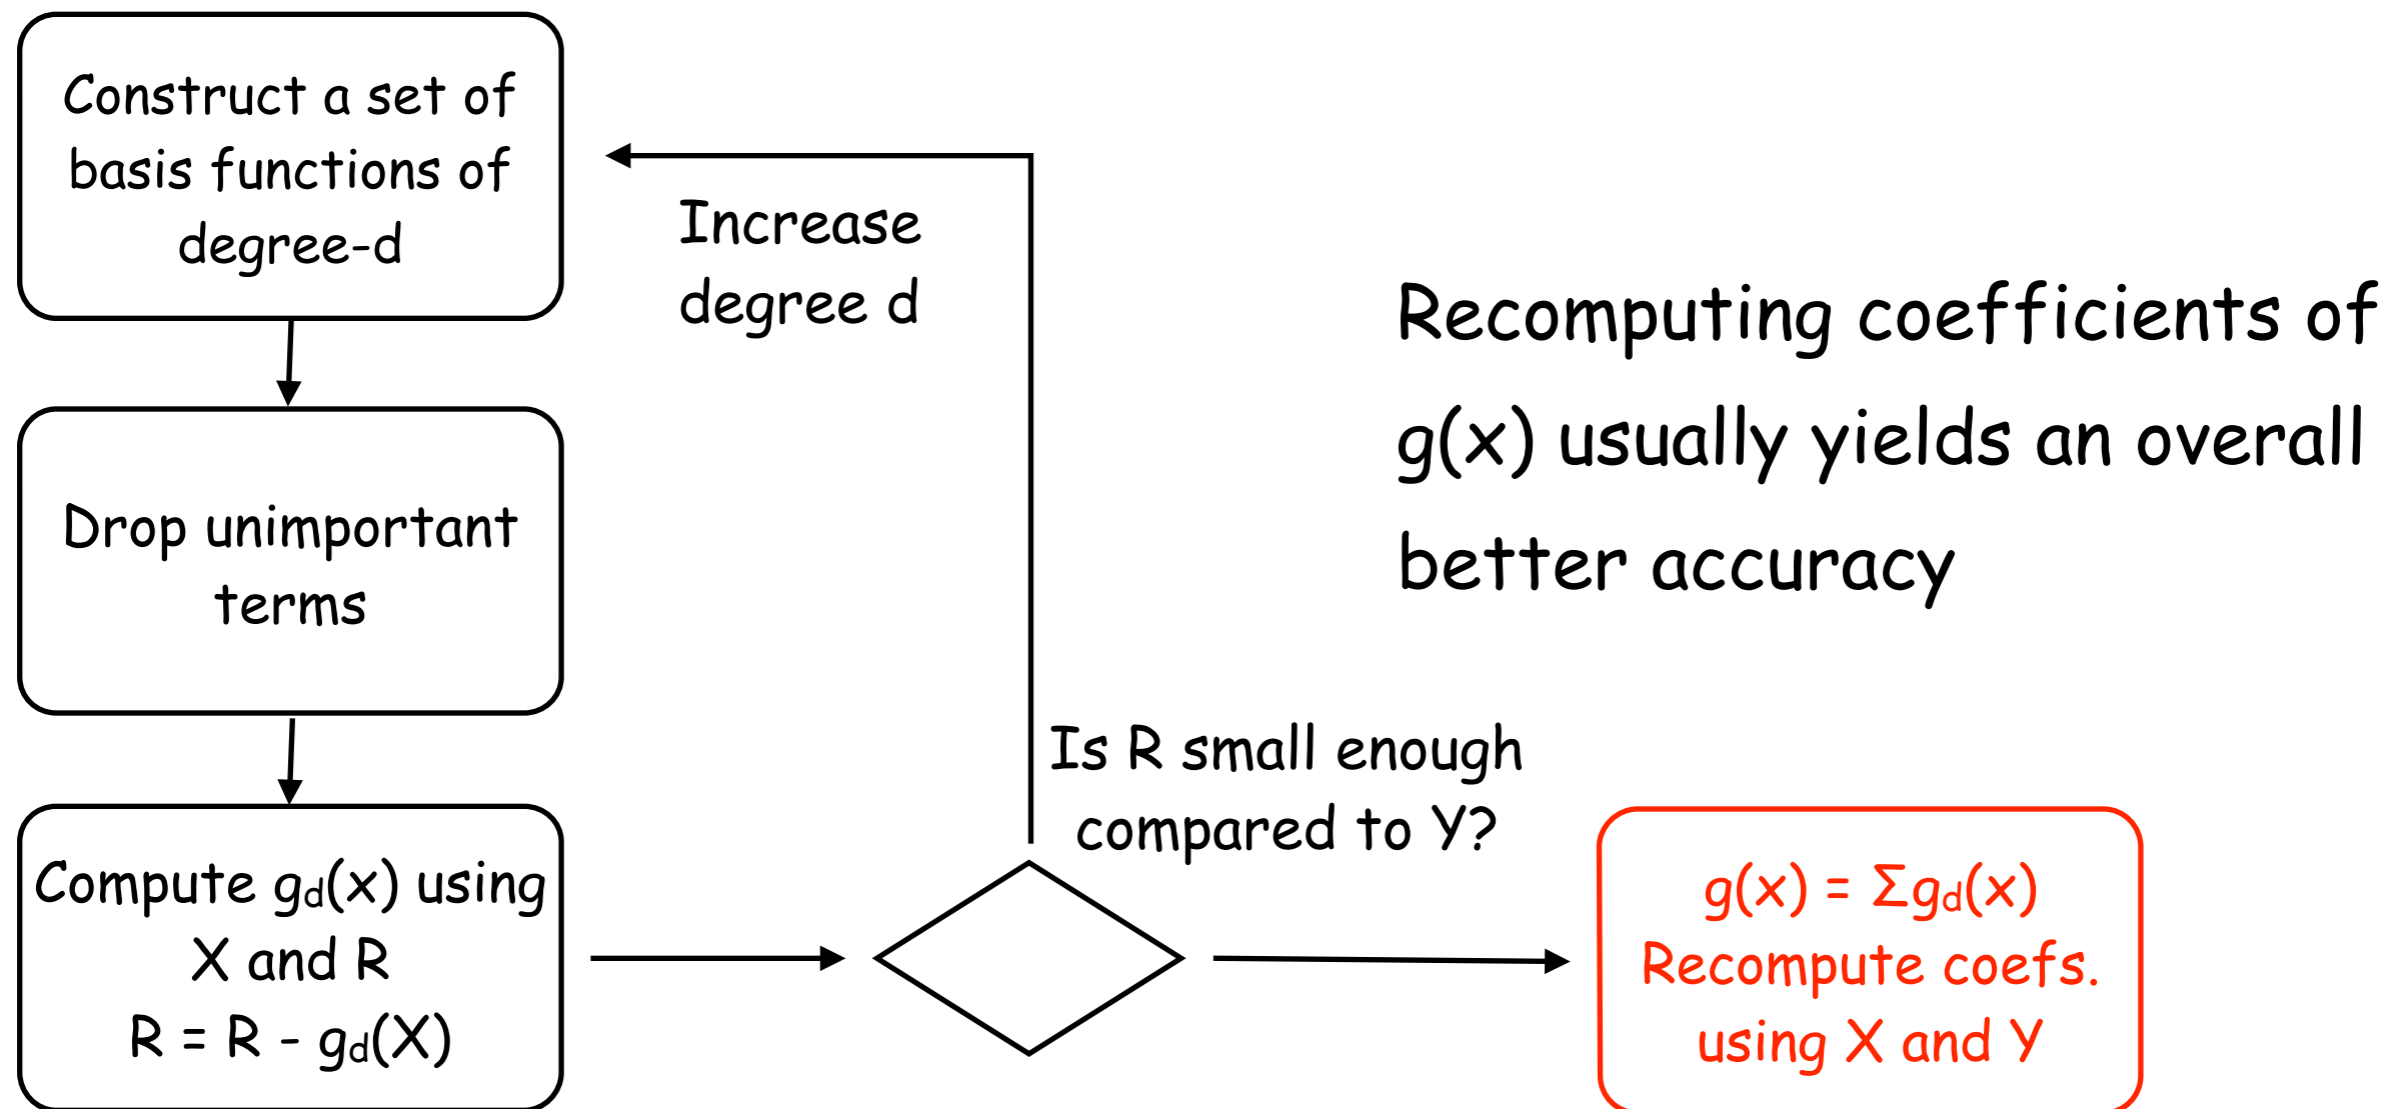 Construct a set of
basis functions of
degree-d
Increase
degree d
Recomputing coefficients of
g(x) usually yields an overall
better accuracy
Drop unimportant
terms
Is R small enough
compared to Y?
Compute gd(x) using
X and R
R = R - gd(X)
g(x) = Σgd(x)
Recompute coefs.
using X and Y